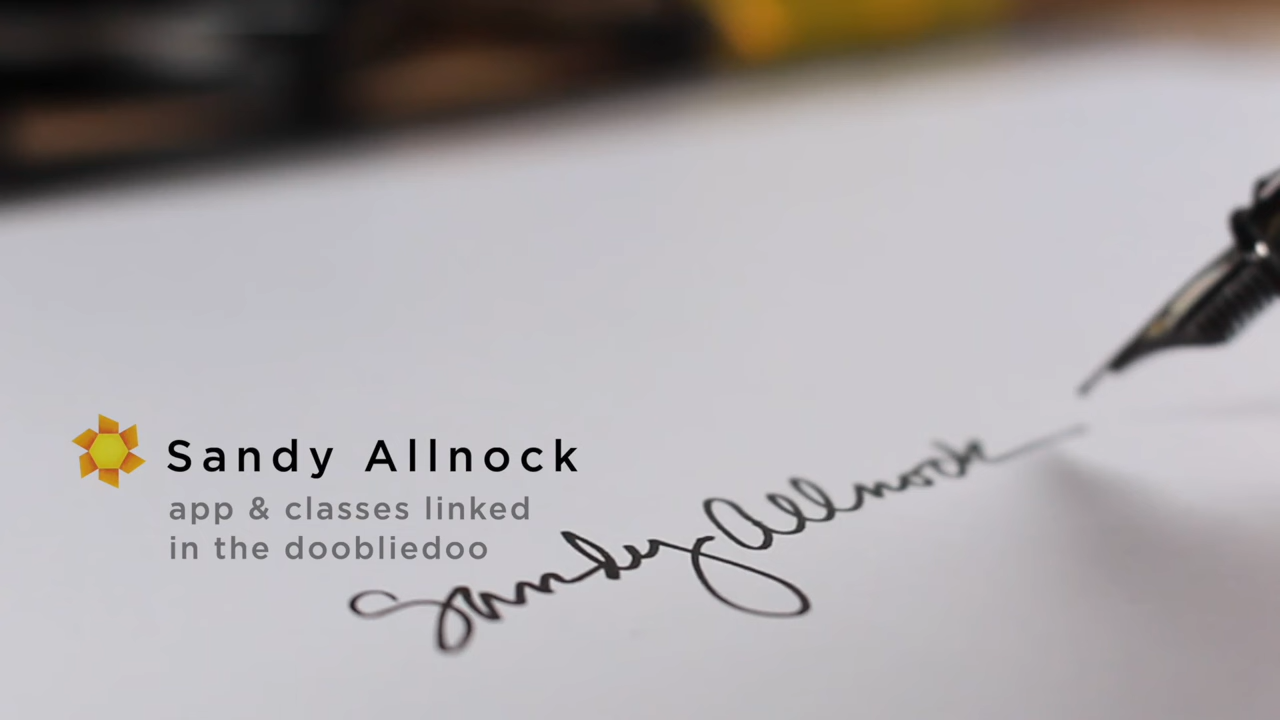 Sandy Allnock
app & classes linked
in the doobliedoo
Sandy Allnock